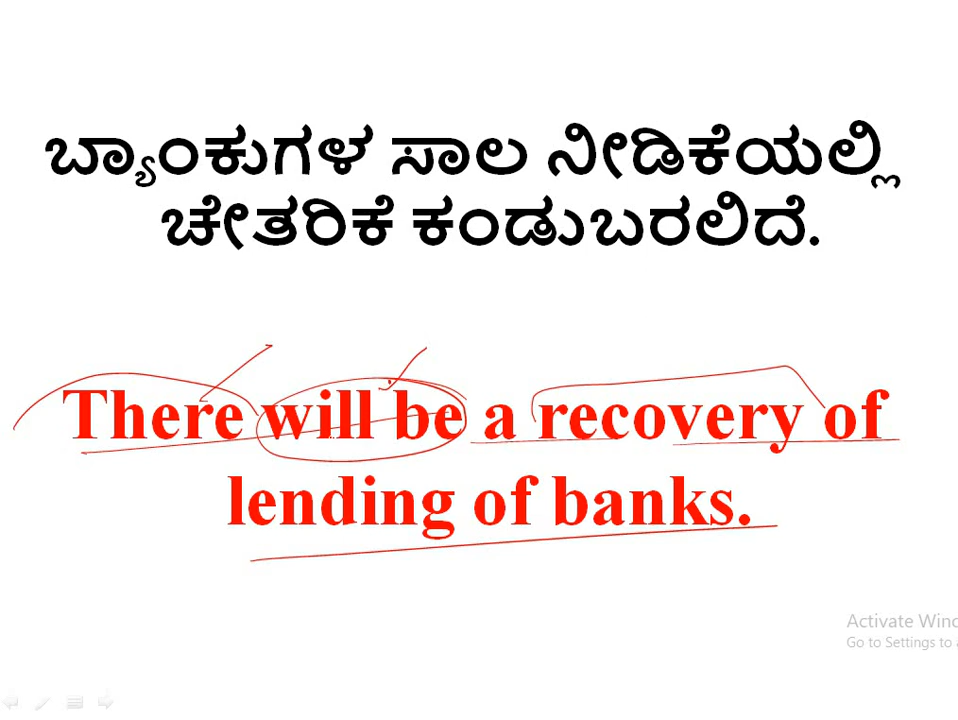 ಬ್ಯಾಂಕುಗಳ ಸಾಲ ನೀಡಿಕೆಯಲ್ಲಿ
ಚೇತರಿಕೆ ಕಂಡುಬರಲಿದೆ.
There will be a recovery of
lending of banks.
Activate Wind
Go to Settings to a